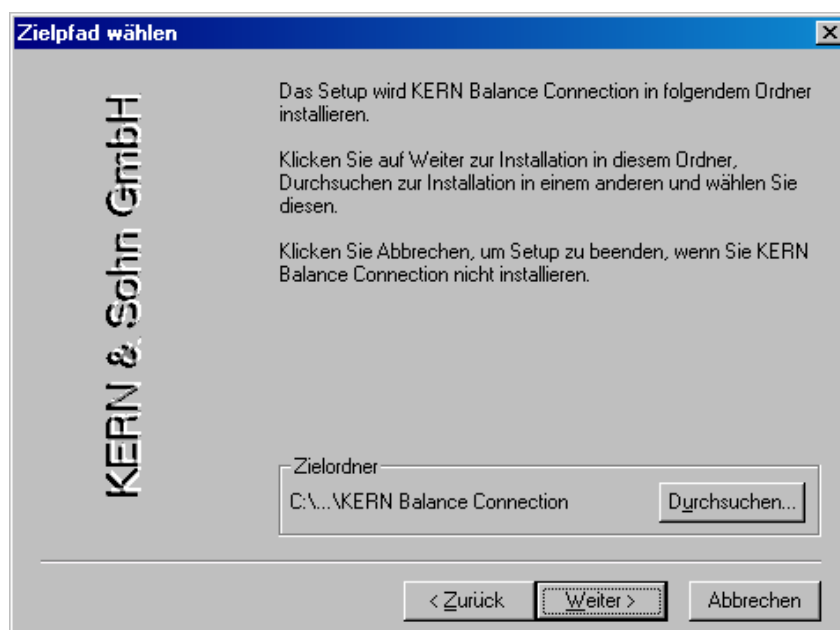 Zielpfad wählen
KERN & Sohn GmbH
Das Setup wird KERN Balance Connection in folgendem Ordner
installieren.
Klicken Sie auf Weiter zur Installation in diesem Ordner,
Durchsuchen zur Installation in einem anderen und wählen Sie
diesen.
Klicken Sie Abbrechen, um Setup zu beenden, wenn Sie KERN
Balance Connection nicht installieren.
Zielordner
C:\...\KERN Balance Connection
Durchsuchen...
< Zurück
Weiter >
Abbrechen